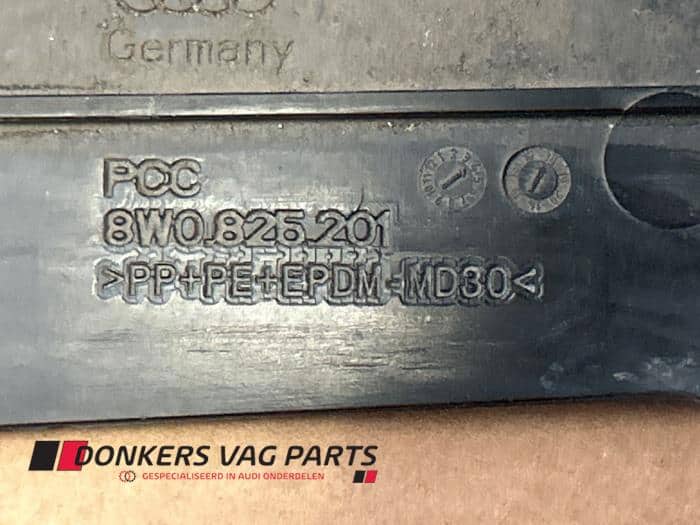 Germany
PCC
8W0.825.201
>PP+PE+EPDM-MD30<
DONKERS VAG PARTS
GESPECIALISEERD IN AUDI ONDERDELEN